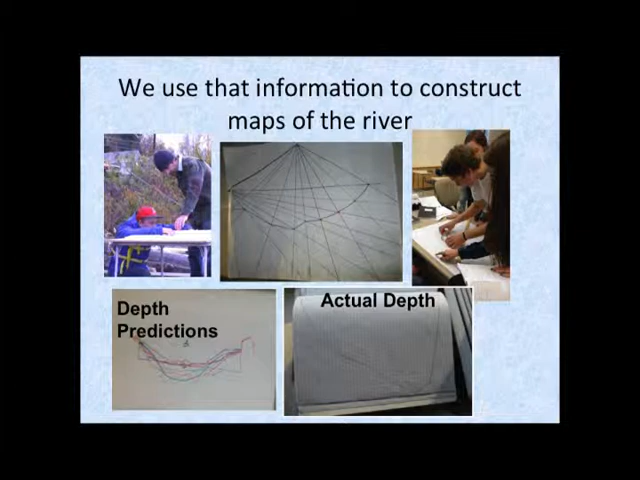 We use that information to construct
maps of the river
Depth
Predictions
Actual Depth